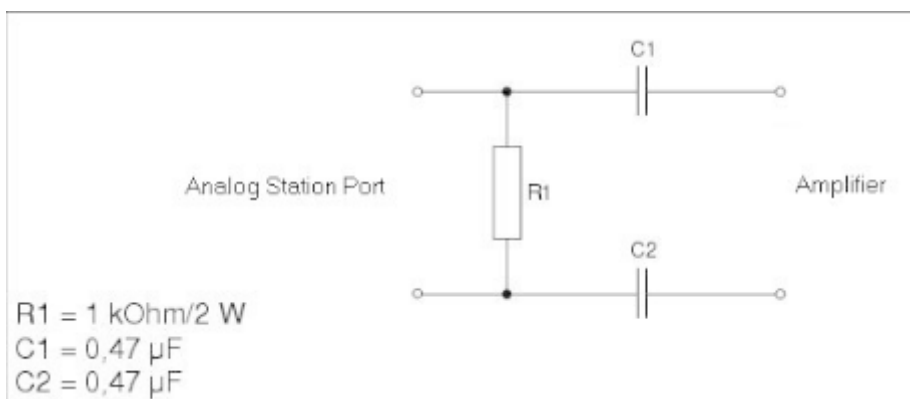 C1
Analog Station Port
R1
Amplifier
C2
R1 = 1 kOhm/2 W
C1 = 0,47 µF
C2 = 0,47 µF